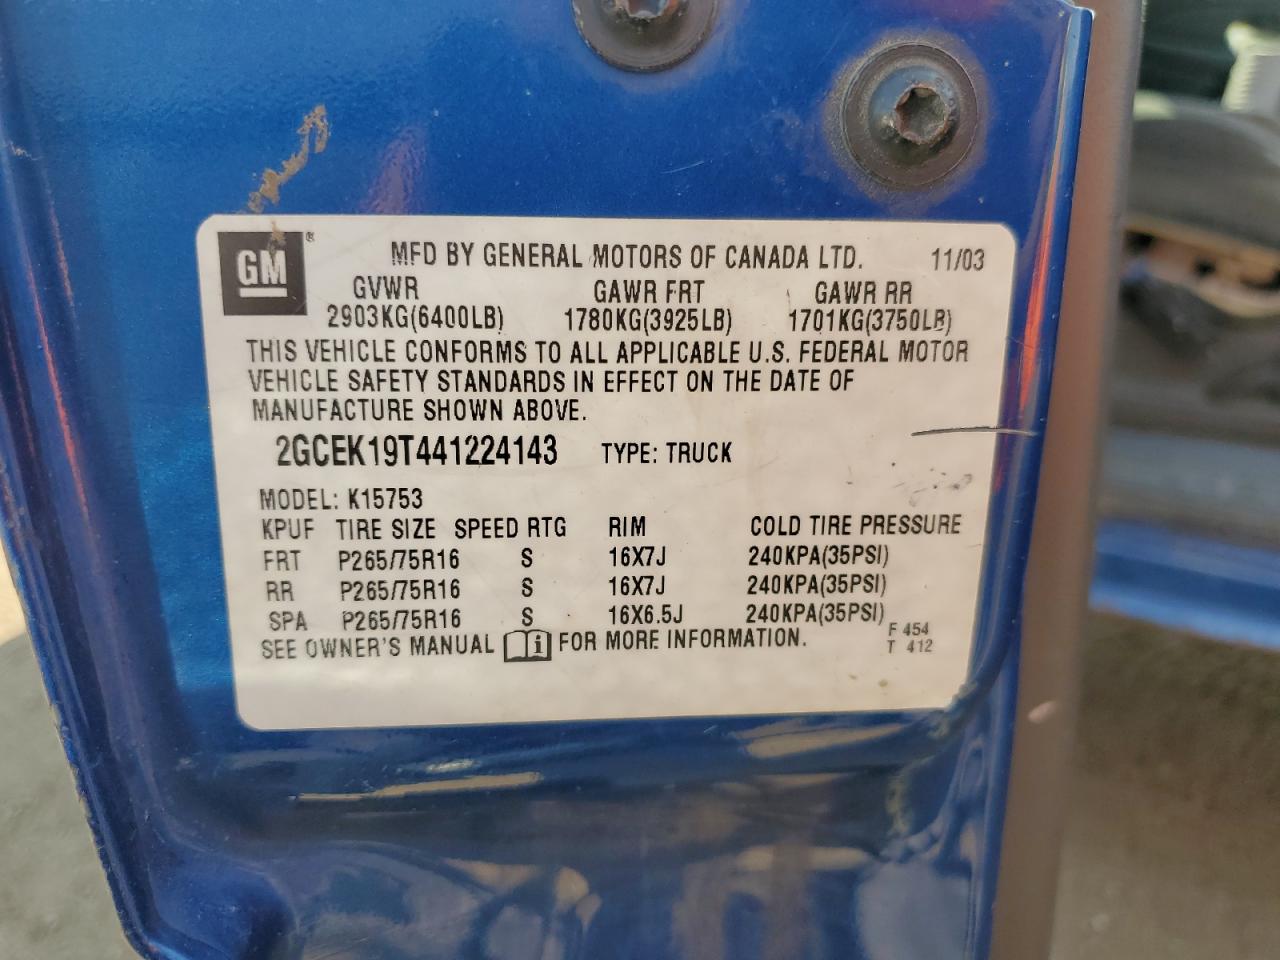 GM ® MFD BY GENERAL MOTORS OF CANADA LTD. 11/03
GVWR GAWR FRT GAWR RR
2903KG(6400LB) 1780KG(3925LB) 1701KG(3750LB)
THIS VEHICLE CONFORMS TO ALL APPLICABLE U.S. FEDERAL MOTOR
VEHICLE SAFETY STANDARDS IN EFFECT ON THE DATE OF
MANUFACTURE SHOWN ABOVE.
2GCEK19T441224143 TYPE: TRUCK
MODEL: K15753
KPUF TIRE SIZE SPEED RTG RIM COLD TIRE PRESSURE
FRT P265/75R16 S 16X7J 240KPA(35PSI)
RR P265/75R16 S 16X7J 240KPA(35PSI)
SPA P265/75R16 S 16X6.5J 240KPA(35PSI)
SEE OWNER'S MANUAL i FOR MORE INFORMATION. F 454
T 412